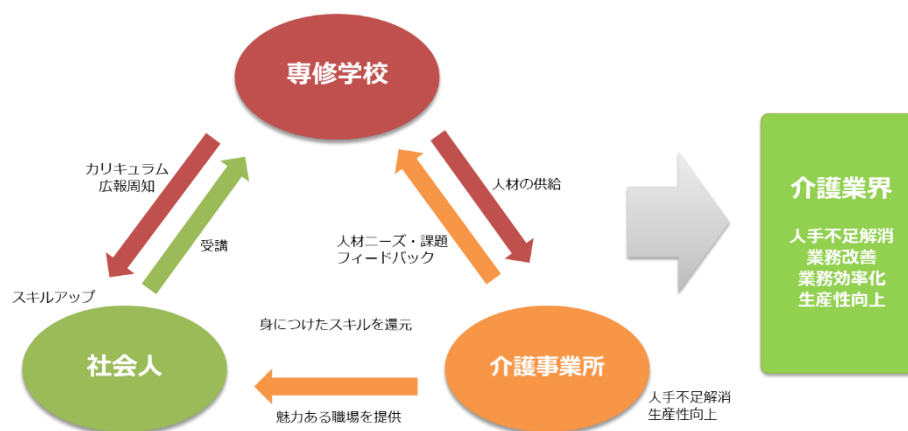 専修学校
カリキュラム
広報周知
受講
人材の供給
人材ニーズ・課題
フィードバック
スキルアップ
社会人
身につけたスキルを還元
魅力ある職場を提供
介護事業所
人手不足解消
生産性向上
介護業界
人手不足解消
業務改善
業務効率化
生産性向上